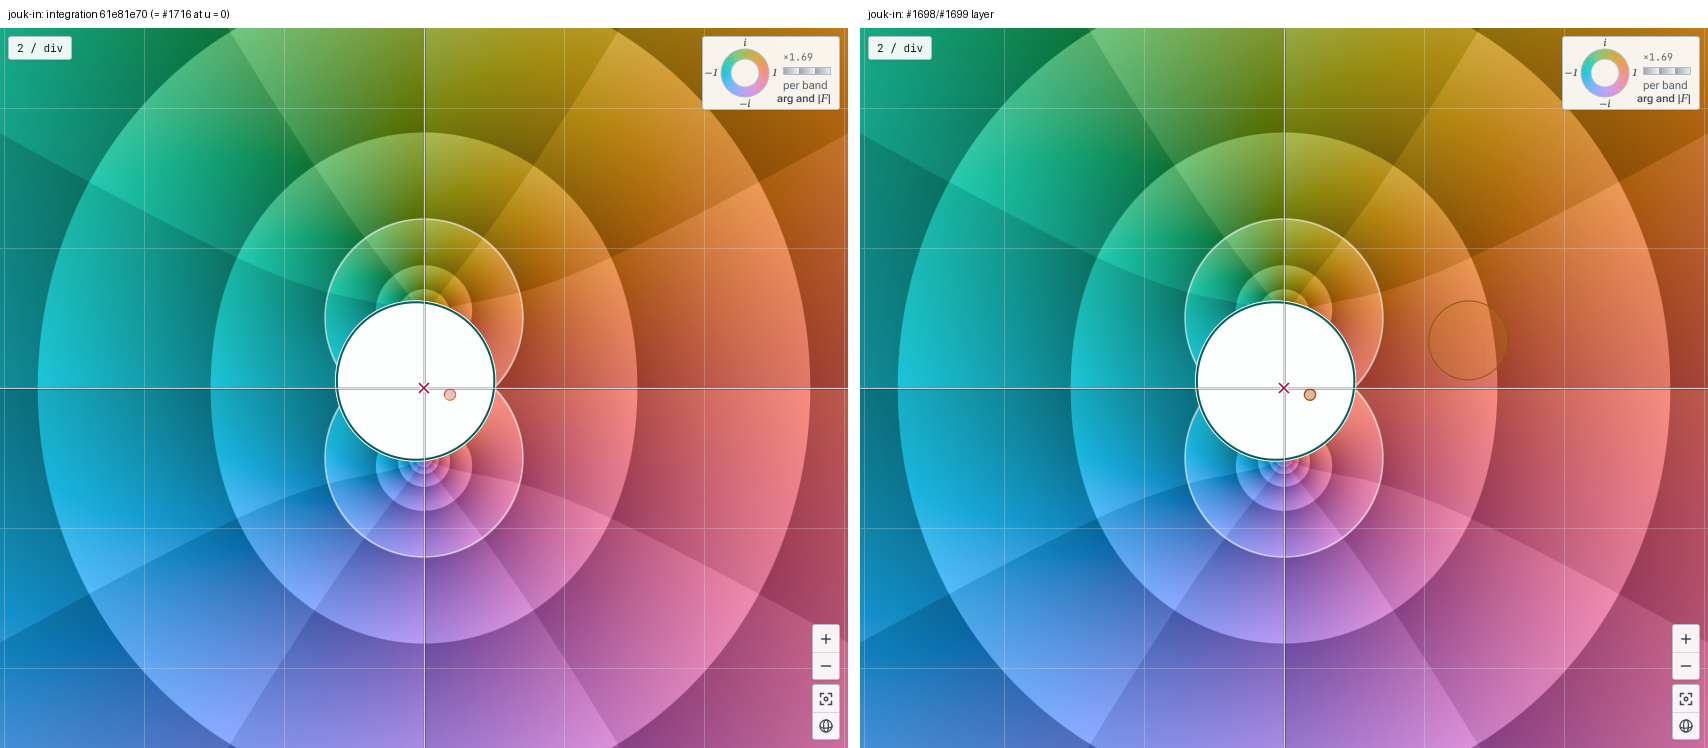 jouk-in: integration 61e81e70 (= #1716 at u = 0)
2 / div
i
−1
1
−i
×1.69
per band
arg and |F|
+
−
jouk-in: #1698/#1699 layer
2 / div
i
−1
1
−i
×1.69
per band
arg and |F|
+
−